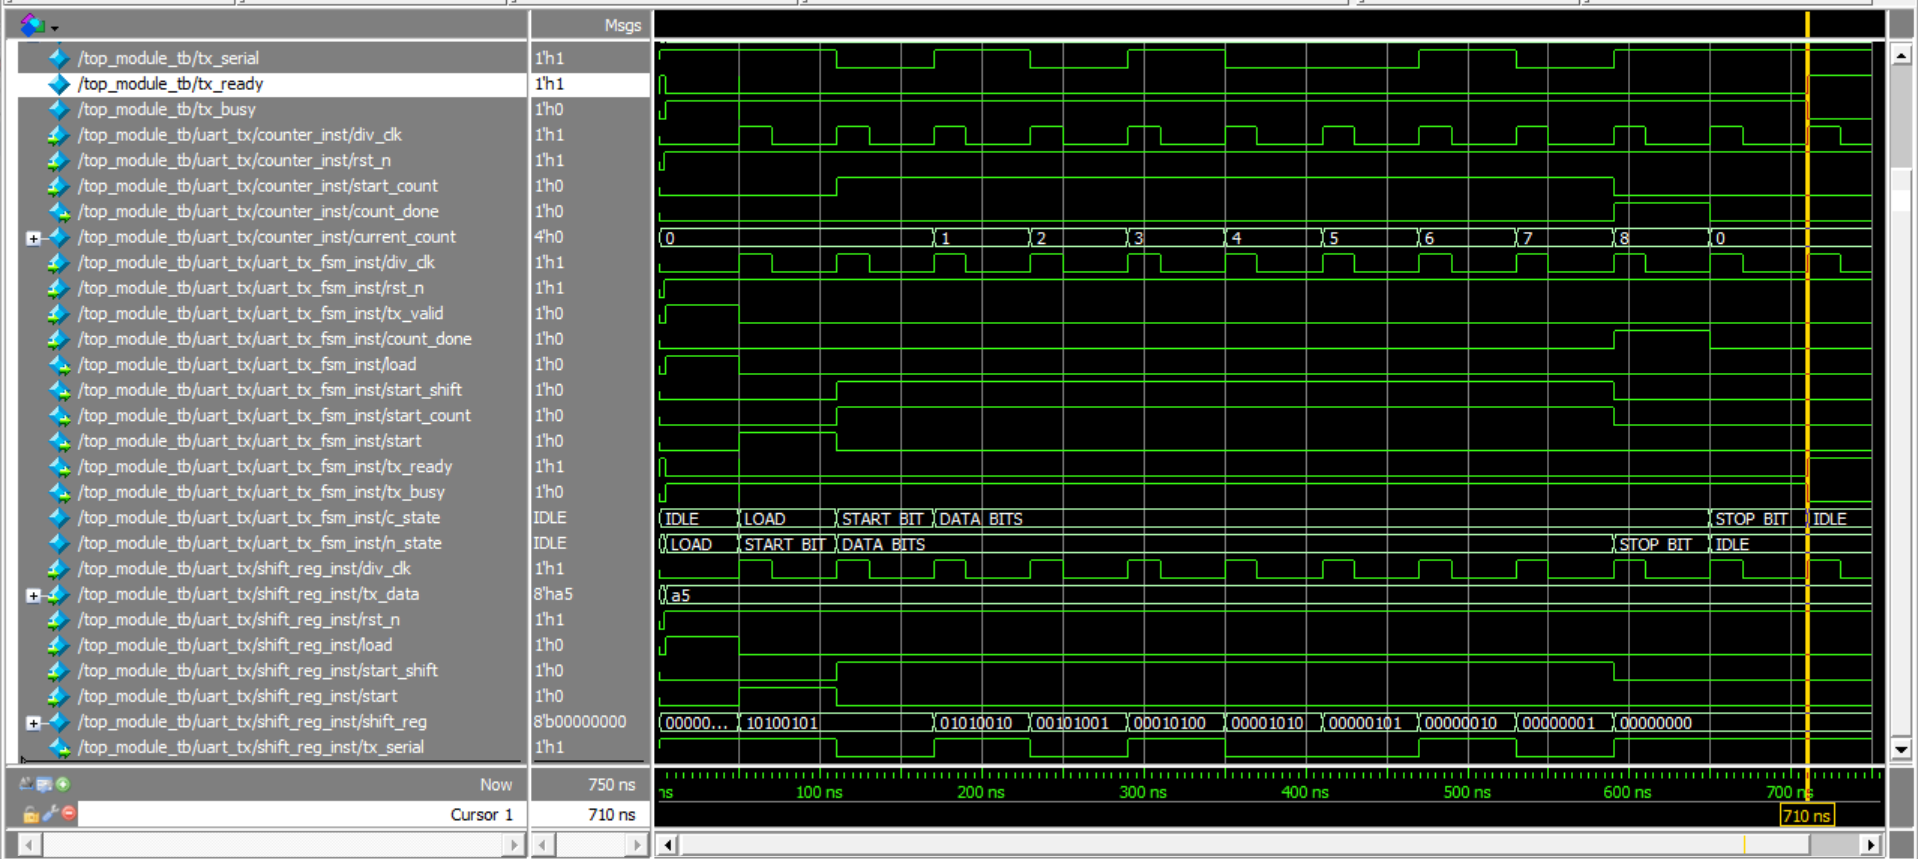 Msgs
/top_module_tb/tx_serial 1'h1
/top_module_tb/tx_ready 1'h1
/top_module_tb/tx_busy 1'h0
/top_module_tb/uart_tx/counter_inst/div_clk 1'h1
/top_module_tb/uart_tx/counter_inst/rst_n 1'h1
/top_module_tb/uart_tx/counter_inst/start_count 1'h0
/top_module_tb/uart_tx/counter_inst/count_done 1'h0
/top_module_tb/uart_tx/counter_inst/current_count 4'h0 0 1 2 3 4 5 6 7 8 0
/top_module_tb/uart_tx/uart_tx_fsm_inst/div_clk 1'h1
/top_module_tb/uart_tx/uart_tx_fsm_inst/rst_n 1'h1
/top_module_tb/uart_tx/uart_tx_fsm_inst/tx_valid 1'h0
/top_module_tb/uart_tx/uart_tx_fsm_inst/count_done 1'h0
/top_module_tb/uart_tx/uart_tx_fsm_inst/load 1'h0
/top_module_tb/uart_tx/uart_tx_fsm_inst/start_shift 1'h0
/top_module_tb/uart_tx/uart_tx_fsm_inst/start_count 1'h0
/top_module_tb/uart_tx/uart_tx_fsm_inst/start 1'h0
/top_module_tb/uart_tx/uart_tx_fsm_inst/tx_ready 1'h1
/top_module_tb/uart_tx/uart_tx_fsm_inst/tx_busy 1'h0
/top_module_tb/uart_tx/uart_tx_fsm_inst/c_state IDLE IDLE LOAD START_BIT DATA_BITS STOP_BIT IDLE
/top_module_tb/uart_tx/uart_tx_fsm_inst/n_state IDLE LOAD START_BIT DATA_BITS STOP_BIT IDLE
/top_module_tb/uart_tx/shift_reg_inst/div_clk 1'h1
/top_module_tb/uart_tx/shift_reg_inst/tx_data 8'ha5 a5
/top_module_tb/uart_tx/shift_reg_inst/rst_n 1'h1
/top_module_tb/uart_tx/shift_reg_inst/load 1'h0
/top_module_tb/uart_tx/shift_reg_inst/start_shift 1'h0
/top_module_tb/uart_tx/shift_reg_inst/start 1'h0
/top_module_tb/uart_tx/shift_reg_inst/shift_reg 8'b00000000 00000... 10100101 01010010 00101001 00010100 00001010 00000101 00000010 00000001 00000000
/top_module_tb/uart_tx/shift_reg_inst/tx_serial 1'h1
Now 750 ns ns 100 ns 200 ns 300 ns 400 ns 500 ns 600 ns 700 ns
Cursor 1 710 ns 710 ns